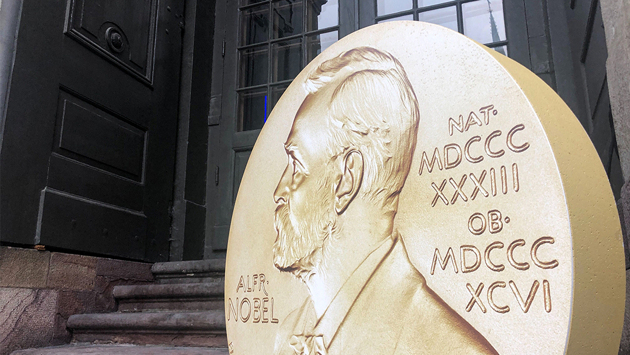 ALFR·
NOBEL
NAT·
MDCCC
XXXIII
OB·
MDCCC
XCVI